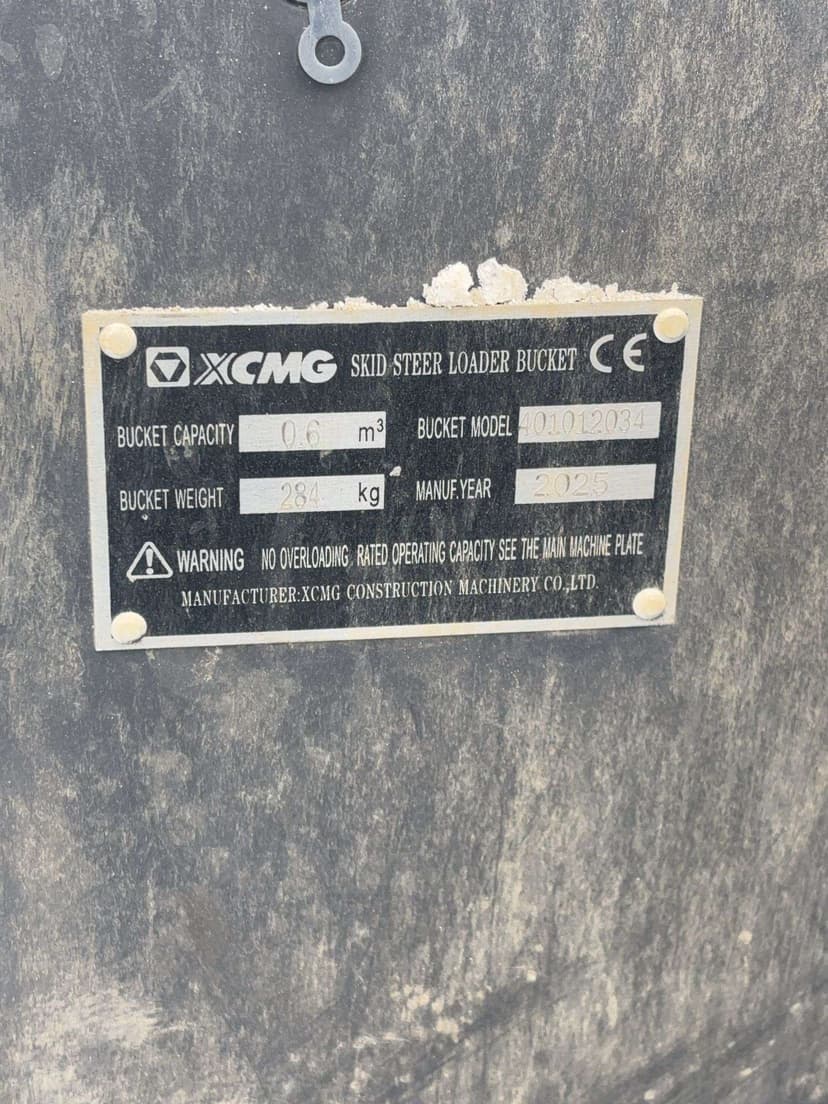 XCMG SKID STEER LOADER BUCKET CE
BUCKET CAPACITY 0.6 m³ BUCKET MODEL 401012034
BUCKET WEIGHT 284 kg MANUF.YEAR 2025
WARNING NO OVERLOADING, RATED OPERATING CAPACITY SEE THE MAIN MACHINE PLATE
MANUFACTURER:XCMG CONSTRUCTION MACHINERY CO.,LTD.